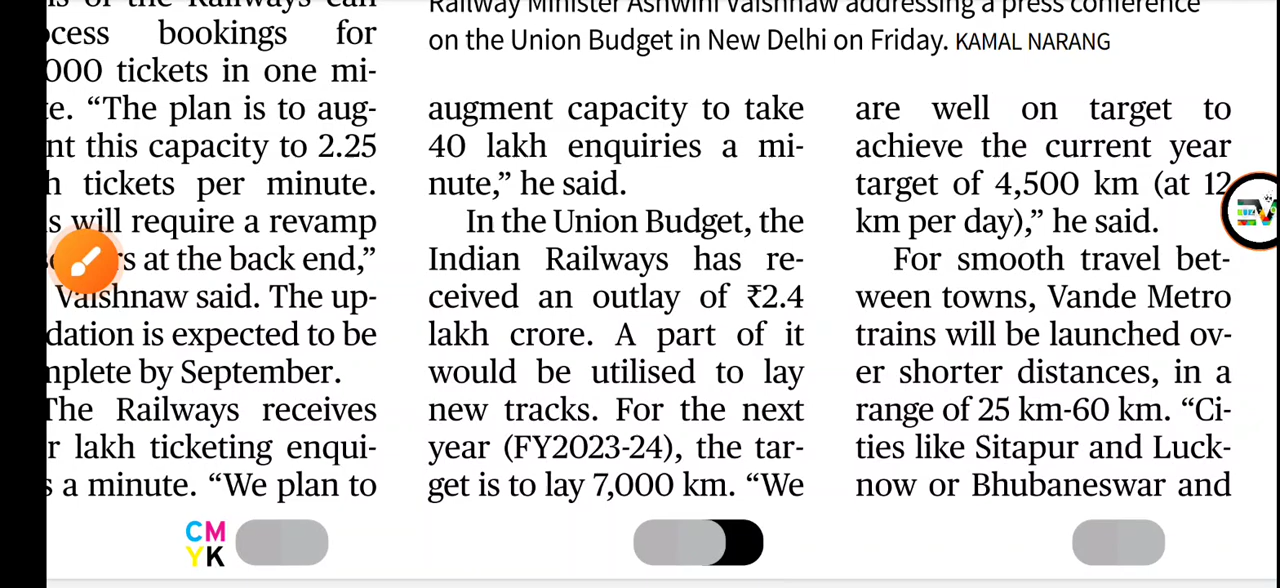 Railway Minister Ashwini Vaishnaw addressing a press conference
on the Union Budget in New Delhi on Friday. KAMAL NARANG
of the Railways can
bookings for
000 tickets in one mi-
“The plan is to aug-
this capacity to 2.25
tickets per minute.
will require a revamp
at the back end,”
Vaishnaw said. The up-
dation is expected to be
by September.
The Railways receives
lakh ticketing enqui-
a minute. “We plan to
augment capacity to take
40 lakh enquiries a mi-
nute,” he said.
In the Union Budget, the
Indian Railways has re-
ceived an outlay of ₹2.4
lakh crore. A part of it
would be utilised to lay
new tracks. For the next
year (FY2023-24), the tar-
get is to lay 7,000 km. “We
are well on target to
achieve the current year
target of 4,500 km (at 12
km per day),” he said.
For smooth travel bet-
ween towns, Vande Metro
trains will be launched ov-
er shorter distances, in a
range of 25 km-60 km. “Ci-
ties like Sitapur and Luck-
now or Bhubaneswar and
CM
YK